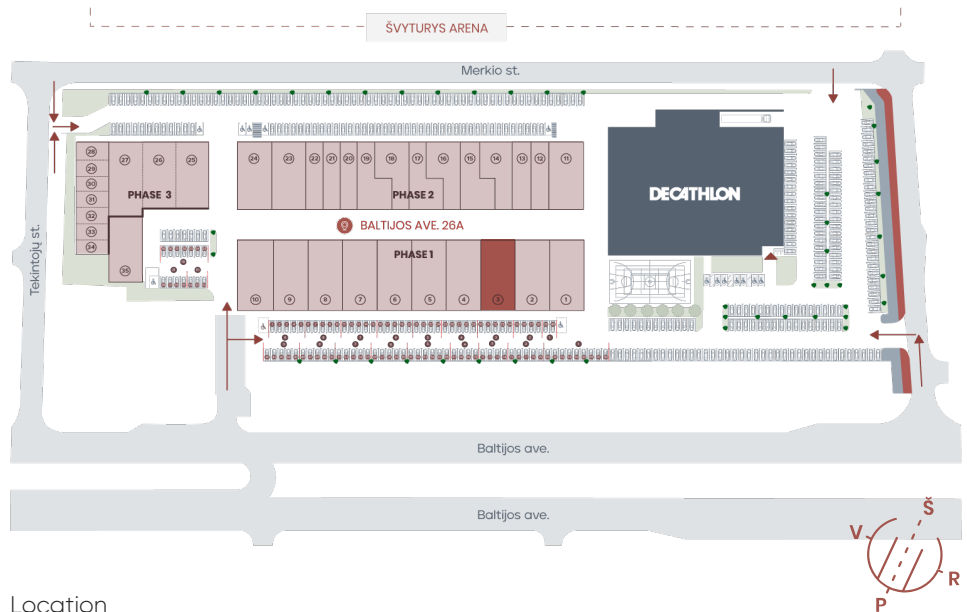 ŠVYTURYS ARENA
Merkio st.
Tekintojų st.
28
29
30
31
32
33
34
27
26
25
PHASE 3
35
24
23
22
21
20
19
18
17
16
15
14
13
12
11
PHASE 2
BALTIJOS AVE. 26A
PHASE 1
10
9
8
7
6
5
4
3
2
1
DECATHLON
Baltijos ave.
Baltijos ave.
Š
V
R
P
Location